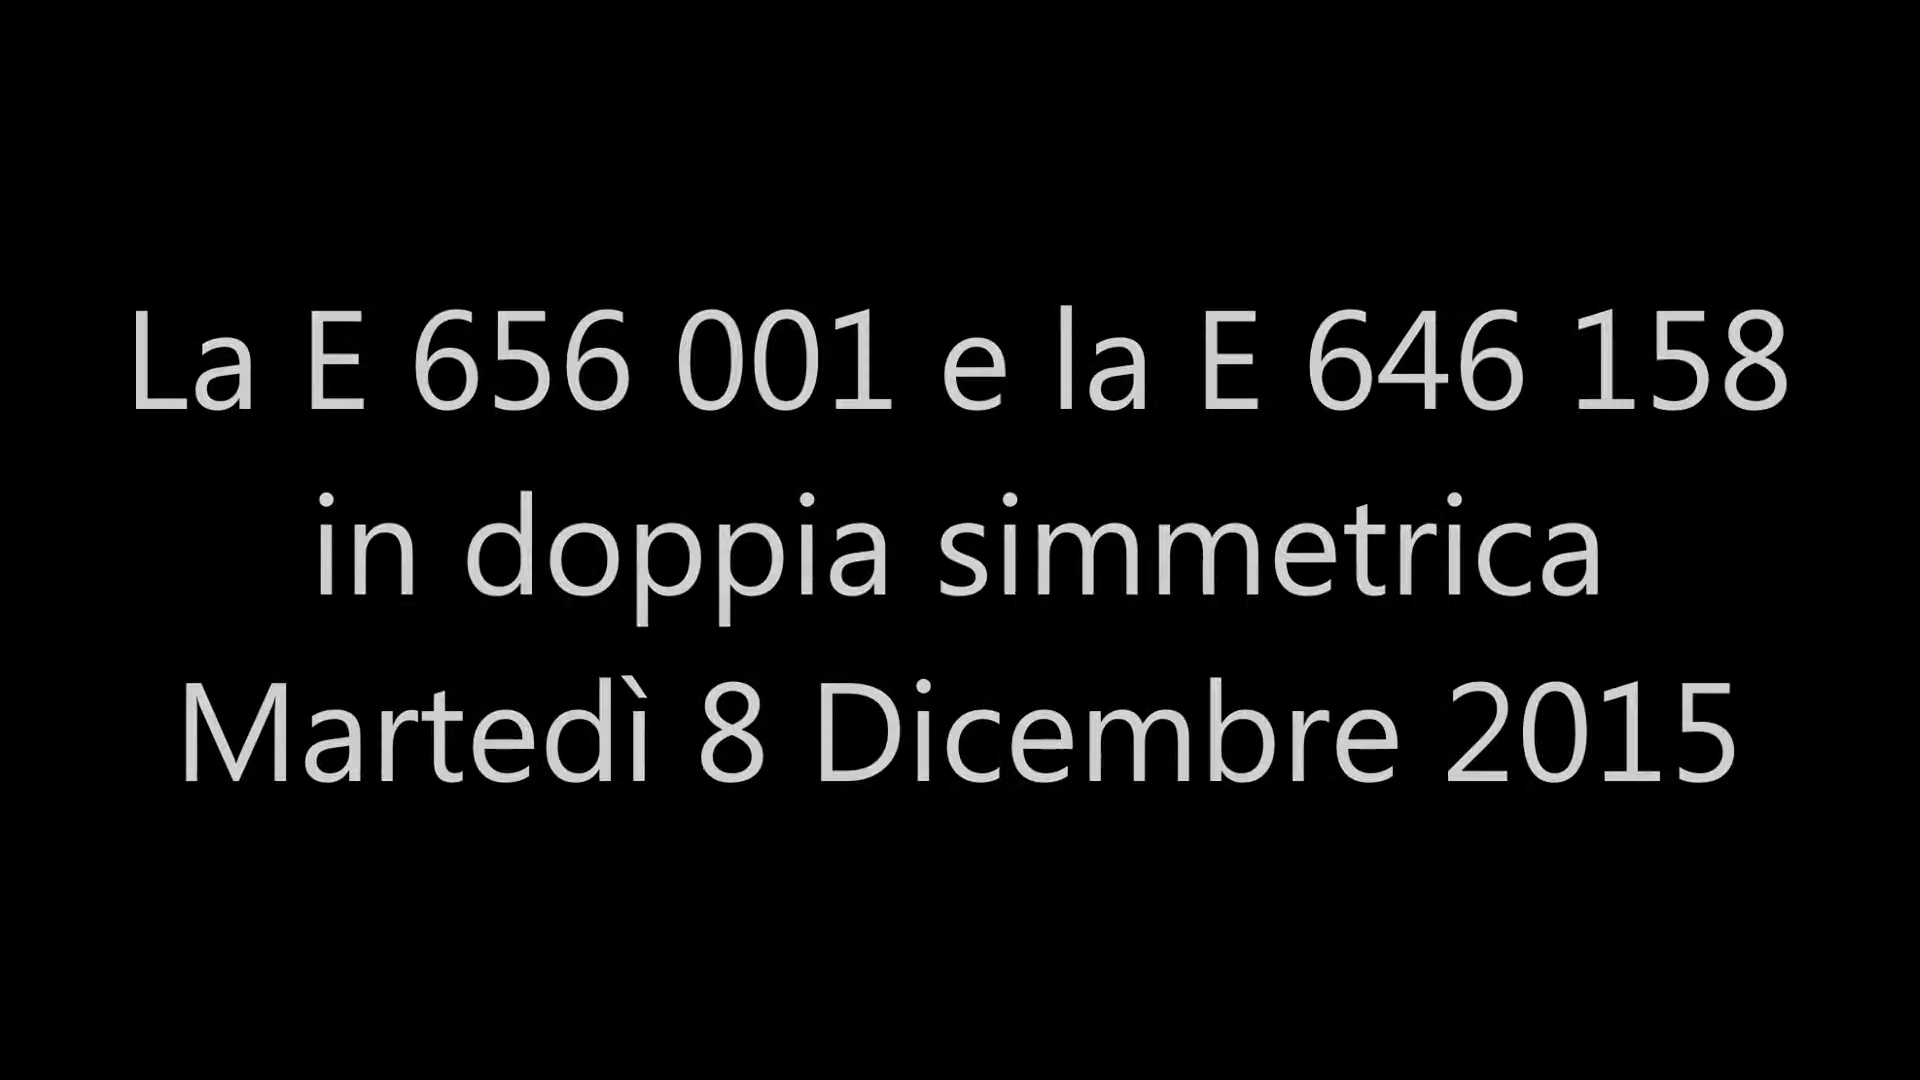 La E 656 001 e la E 646 158
in doppia simmetrica
Martedì 8 Dicembre 2015